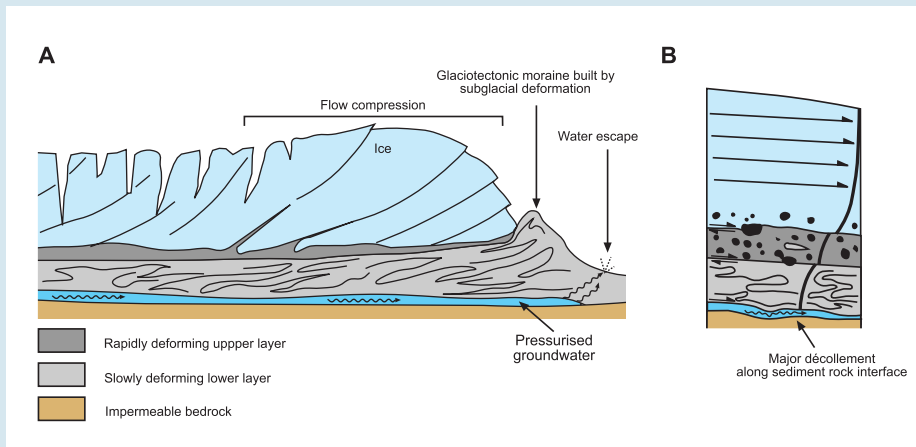 A
B
Glaciotectonic moraine built by
subglacial deformation
Flow compression
Water escape
Ice
Pressurised
groundwater
Rapidly deforming uppper layer
Slowly deforming lower layer
Impermeable bedrock
Major décollement
along sediment rock interface